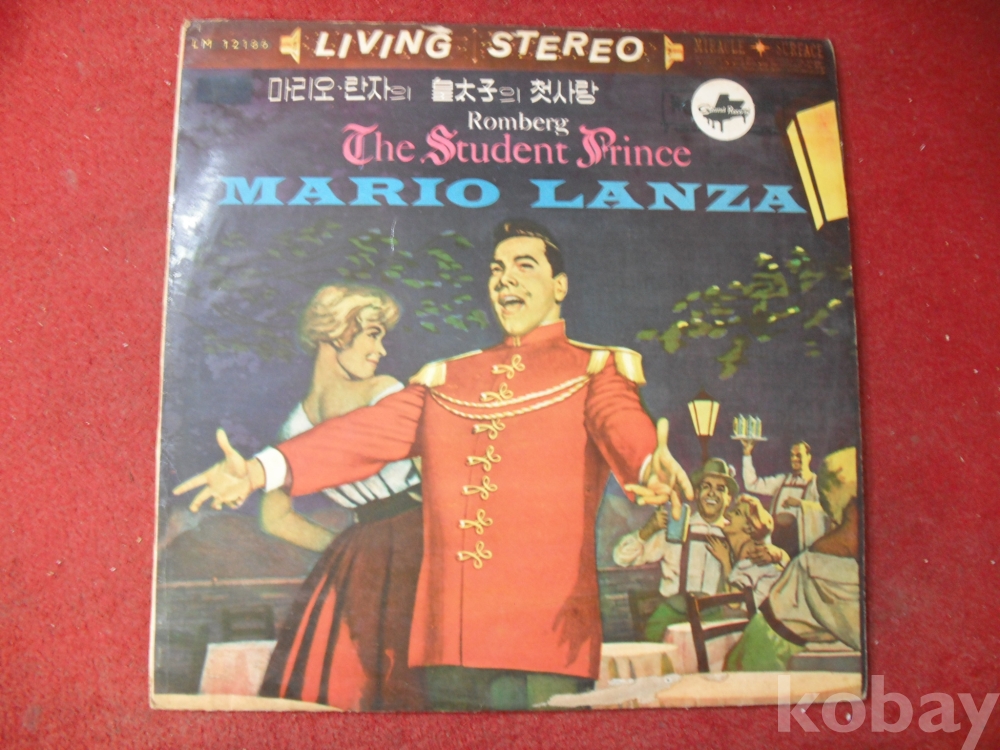 LM 12186 LIVING STEREO MIRACLE SURFACE
마리오·란자의 皇太子의 첫사랑
Romberg
The Student Prince
MARIO LANZA
kobay